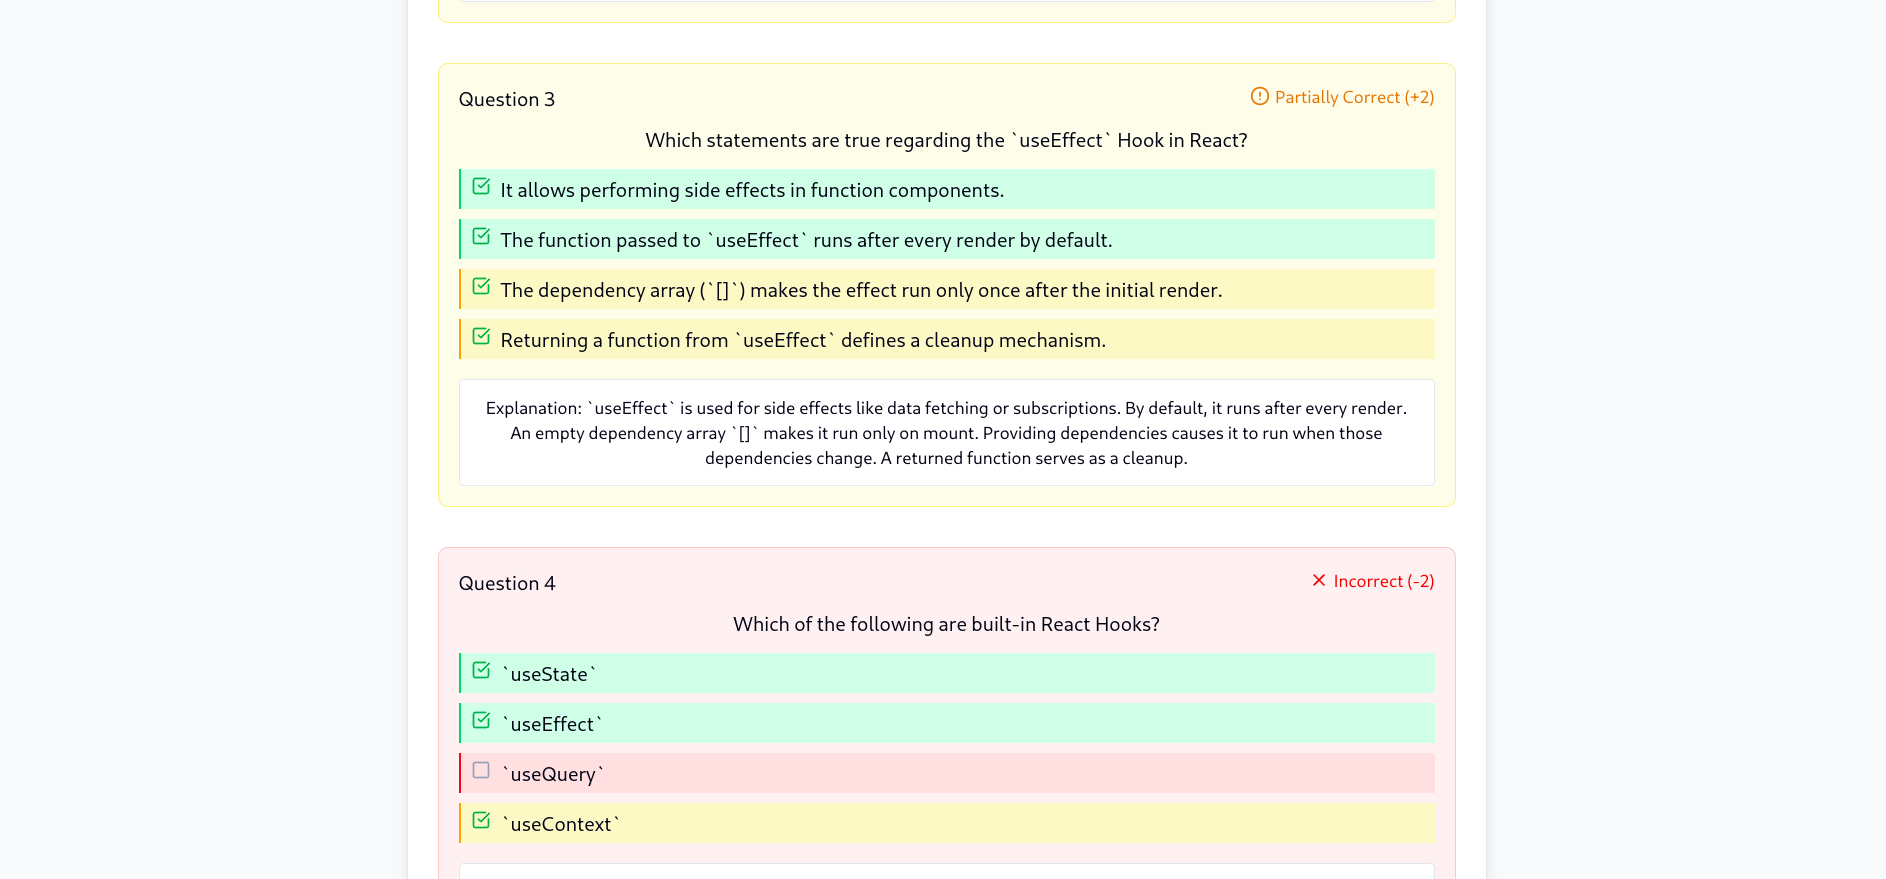 Question 3
Partially Correct (+2)
Which statements are true regarding the `useEffect` Hook in React?
It allows performing side effects in function components.
The function passed to `useEffect` runs after every render by default.
The dependency array (`[]`) makes the effect run only once after the initial render.
Returning a function from `useEffect` defines a cleanup mechanism.
Explanation: `useEffect` is used for side effects like data fetching or subscriptions. By default, it runs after every render.
An empty dependency array `[]` makes it run only on mount. Providing dependencies causes it to run when those
dependencies change. A returned function serves as a cleanup.
Question 4
Incorrect (-2)
Which of the following are built-in React Hooks?
`useState`
`useEffect`
`useQuery`
`useContext`